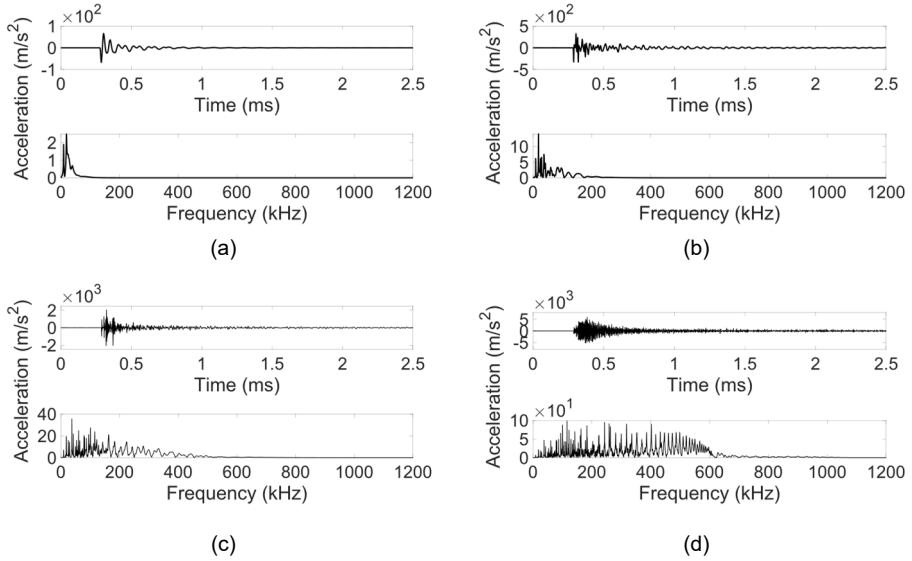 ×10²
Acceleration (m/s²)
1
0
-1
0 0.5 1 1.5 2 2.5
Time (ms)
2
1
0
0 200 400 600 800 1000 1200
Frequency (kHz)
(a)
×10²
Acceleration (m/s²)
5
0
-5
0 0.5 1 1.5 2 2.5
Time (ms)
10
5
0
0 200 400 600 800 1000 1200
Frequency (kHz)
(b)
×10³
Acceleration (m/s²)
2
0
-2
0 0.5 1 1.5 2 2.5
Time (ms)
40
20
0
0 200 400 600 800 1000 1200
Frequency (kHz)
(c)
×10³
Acceleration (m/s²)
5
0
-5
0 0.5 1 1.5 2 2.5
Time (ms)
×10¹
10
5
0
0 200 400 600 800 1000 1200
Frequency (kHz)
(d)